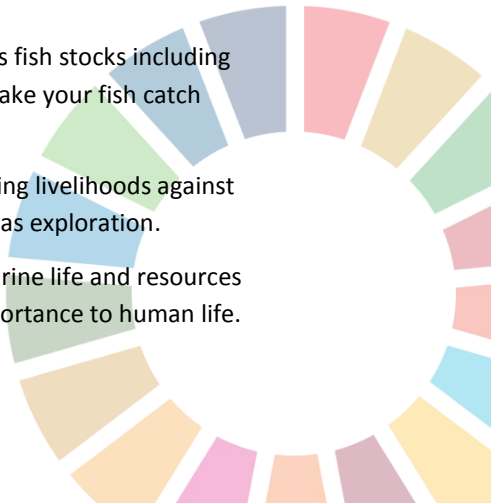 s fish stocks including
ake your fish catch
ing livelihoods against
as exploration.
rine life and resources
ortance to human life.